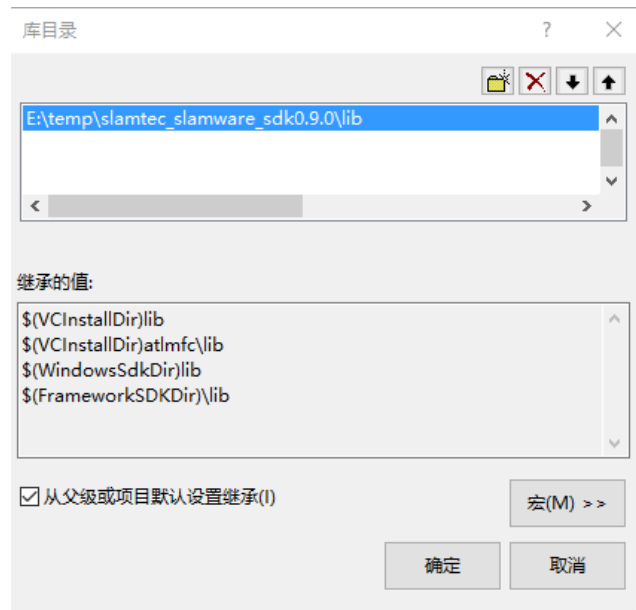 库目录
?
E:\temp\slamtec_slamware_sdk0.9.0\lib
继承的值:
$(VCInstallDir)lib
$(VCInstallDir)atlmfc\lib
$(WindowsSdkDir)lib
$(FrameworkSDKDir)\lib
从父级或项目默认设置继承(I)
宏(M) >>
确定
取消